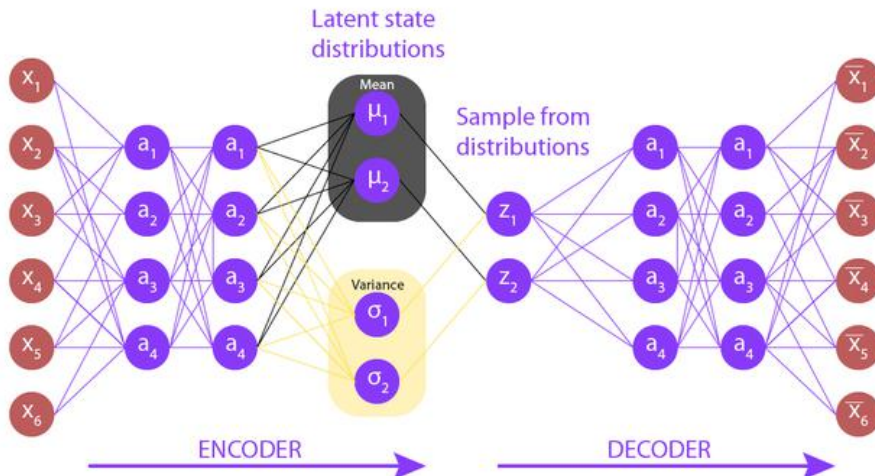 Latent state
distributions
Mean
μ1
μ2
Variance
σ1
σ2
Sample from
distributions
x1
x2
x3
x4
x5
x6
a1
a2
a3
a4
a1
a2
a3
a4
z1
z2
a1
a2
a3
a4
a1
a2
a3
a4
x̅1
x̅2
x̅3
x̅4
x̅5
x̅6
ENCODER
DECODER